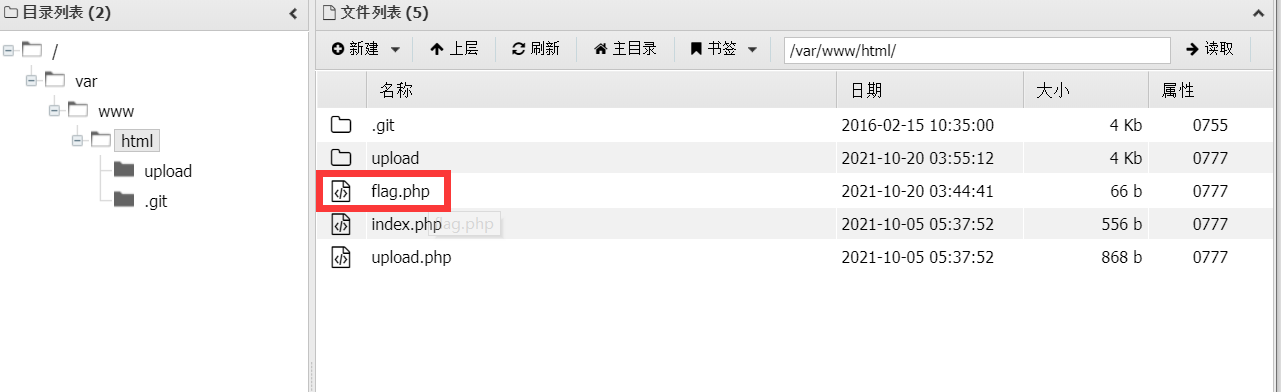 目录列表 (2)
/
var
www
html
upload
.git
文件列表 (5)
新建 上层 刷新 主目录 书签 /var/www/html/ 读取
名称 日期 大小 属性
.git 2016-02-15 10:35:00 4 Kb 0755
upload 2021-10-20 03:55:12 4 Kb 0777
flag.php 2021-10-20 03:44:41 66 b 0777
index.php 2021-10-05 05:37:52 556 b 0777
flag.php
upload.php 2021-10-05 05:37:52 868 b 0777